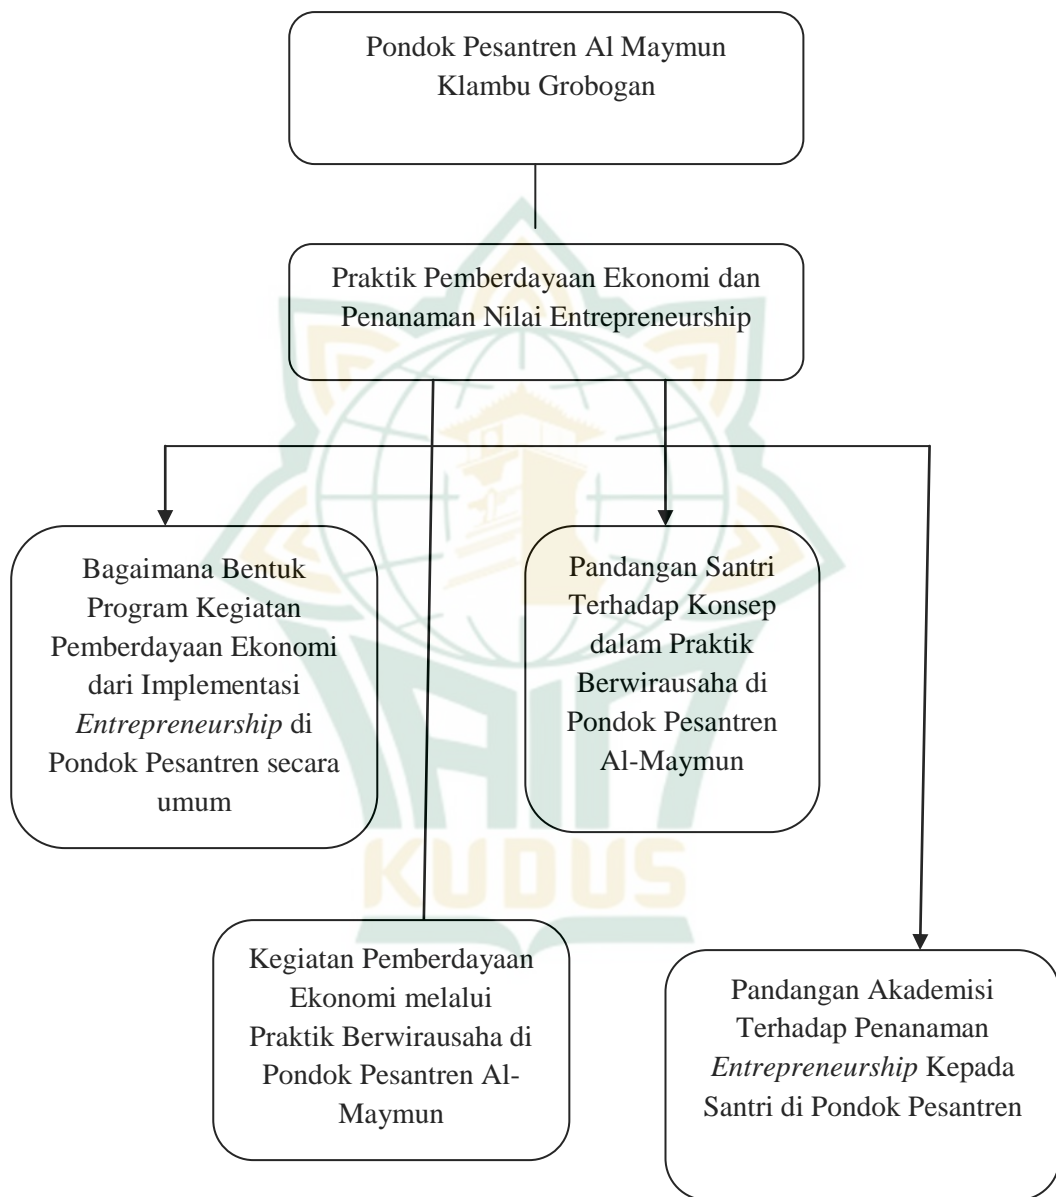 Pondok Pesantren Al Maymun
Klambu Grobogan
Praktik Pemberdayaan Ekonomi dan
Penanaman Nilai Entrepreneurship
Bagaimana Bentuk
Program Kegiatan
Pemberdayaan Ekonomi
dari Implementasi
Entrepreneurship di
Pondok Pesantren secara
umum
Pandangan Santri
Terhadap Konsep
dalam Praktik
Berwirausaha di
Pondok Pesantren
Al-Maymun
IAIN
KUDUS
Kegiatan Pemberdayaan
Ekonomi melalui
Praktik Berwirausaha di
Pondok Pesantren Al-
Maymun
Pandangan Akademisi
Terhadap Penanaman
Entrepreneurship Kepada
Santri di Pondok Pesantren